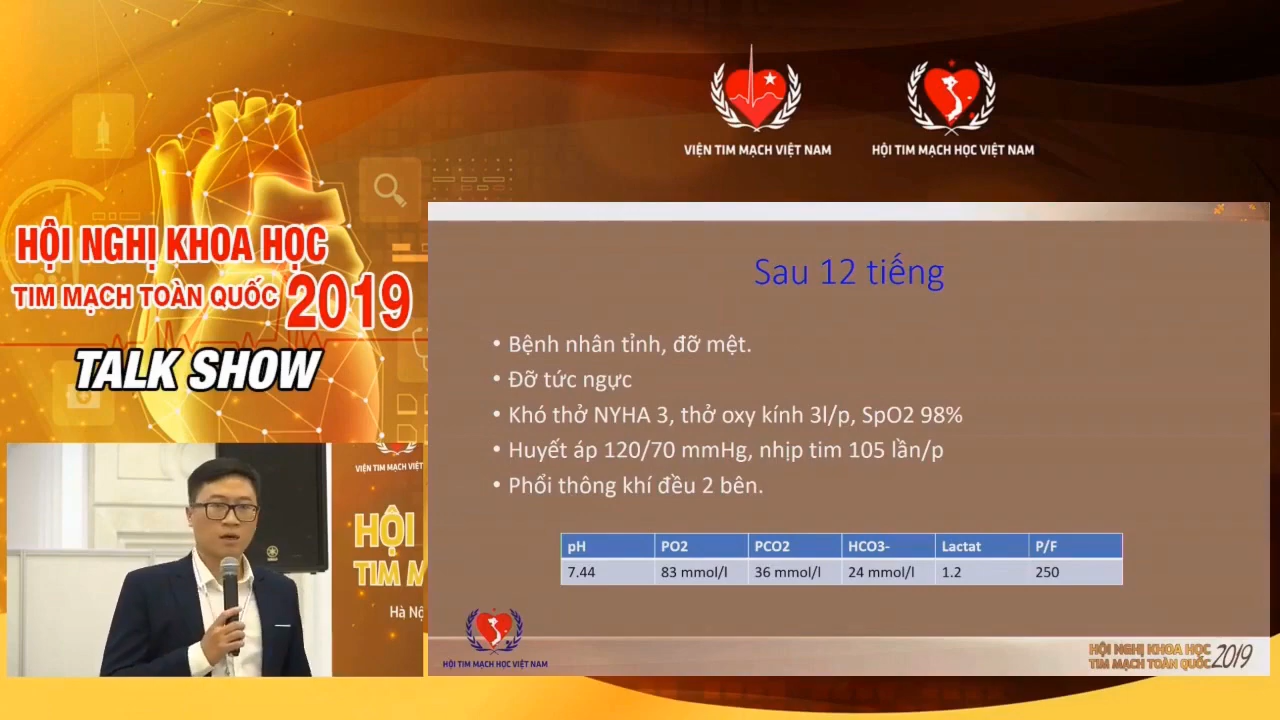 VIỆN TIM MẠCH VIỆT NAM
HỘI TIM MẠCH HỌC VIỆT NAM
HỘI NGHỊ KHOA HỌC
TIM MẠCH TOÀN QUỐC 2019
TALK SHOW
Sau 12 tiếng
• Bệnh nhân tỉnh, đỡ mệt.
• Đỡ tức ngực
• Khó thở NYHA 3, thở oxy kính 3l/p, SpO2 98%
• Huyết áp 120/70 mmHg, nhịp tim 105 lần/p
• Phổi thông khí đều 2 bên.
pH PO2 PCO2 HCO3- Lactat P/F
7.44 83 mmol/l 36 mmol/l 24 mmol/l 1.2 250
HỘI TIM MẠCH HỌC VIỆT NAM
HỘI NGHỊ KHOA HỌC
TIM MẠCH TOÀN QUỐC 2019
VIỆN TIM MẠCH VIỆT
HỘI
TIM M
Hà Nộ